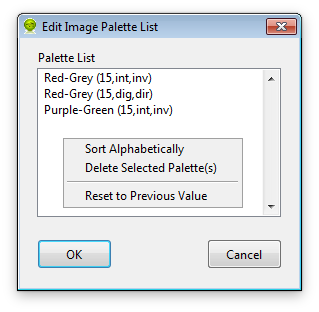 Edit Image Palette List
Palette List
Red-Grey (15,int,inv)
Red-Grey (15,dig,dir)
Purple-Green (15,int,inv)
Sort Alphabetically
Delete Selected Palette(s)
Reset to Previous Value
OK
Cancel